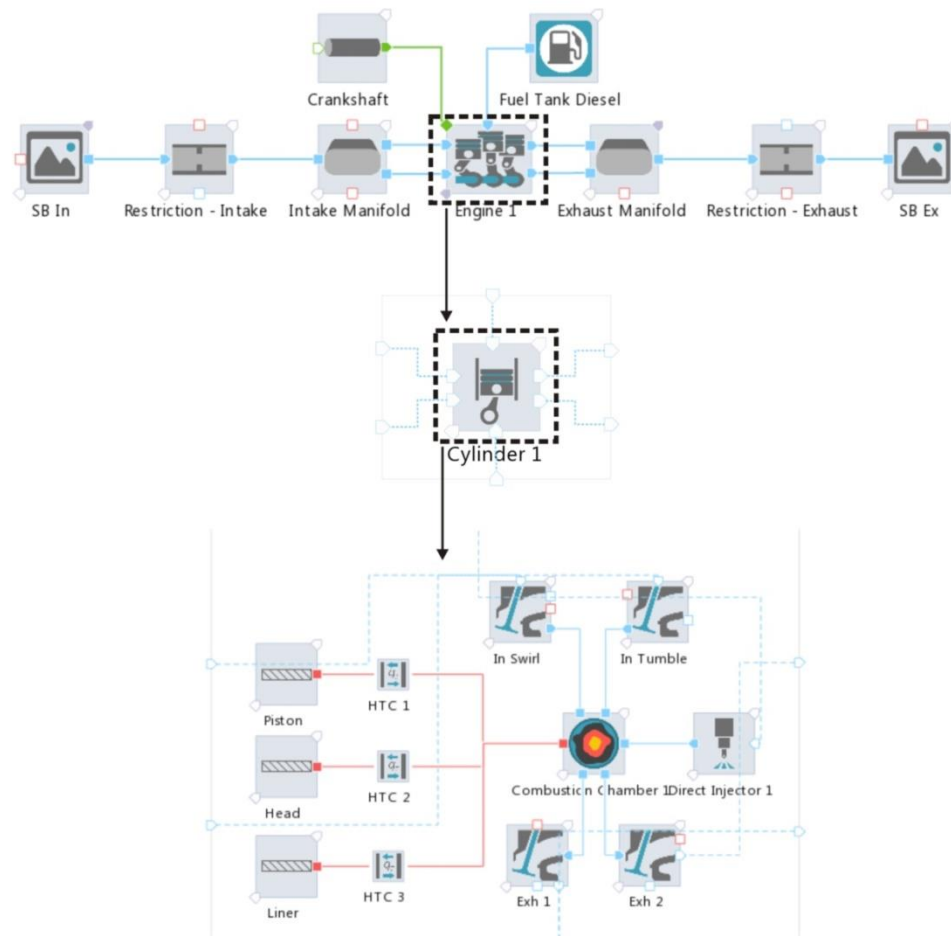 Crankshaft
Fuel Tank Diesel
SB In
Restriction - Intake
Intake Manifold
Engine 1
Exhaust Manifold
Restriction - Exhaust
SB Ex
Cylinder 1
In Swirl
In Tumble
Piston
HTC 1
Head
HTC 2
Combustion Chamber 1
Direct Injector 1
Liner
HTC 3
Exh 1
Exh 2